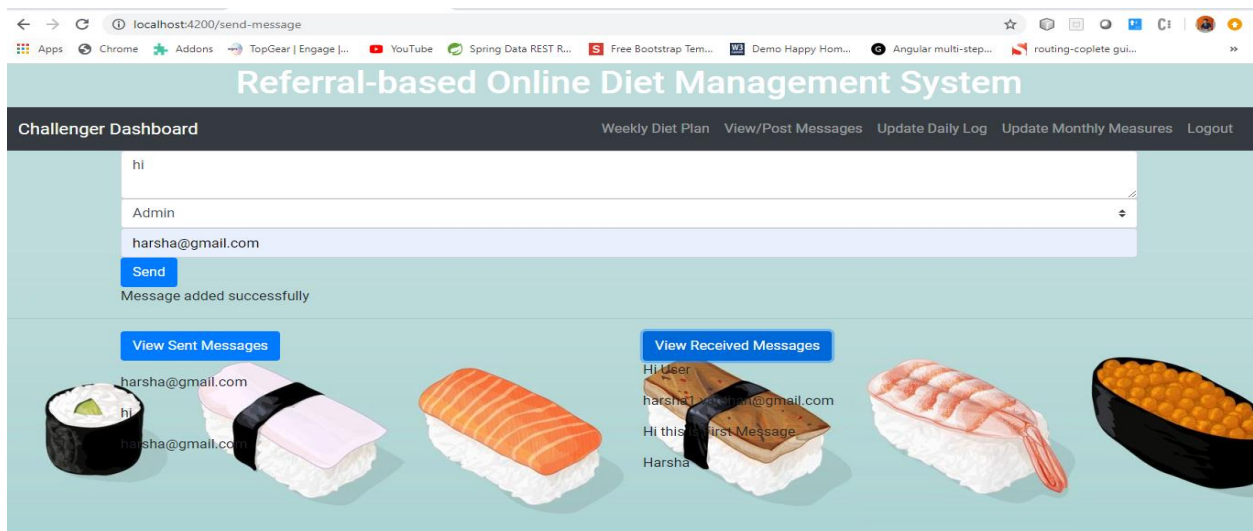 localhost:4200/send-message
Apps Chrome Addons TopGear | Engage |... YouTube Spring Data REST R... Free Bootstrap Tem... Demo Happy Hom... Angular multi-step... routing-coplete gui... »
Referral-based Online Diet Management System
Challenger Dashboard Weekly Diet Plan View/Post Messages Update Daily Log Update Monthly Measures Logout
hi
Admin
harsha@gmail.com
Send
Message added successfully
View Sent Messages
harsha@gmail.com
hi
harsha@gmail.com
View Received Messages
Hi User
Hi this is First Message
Harsha